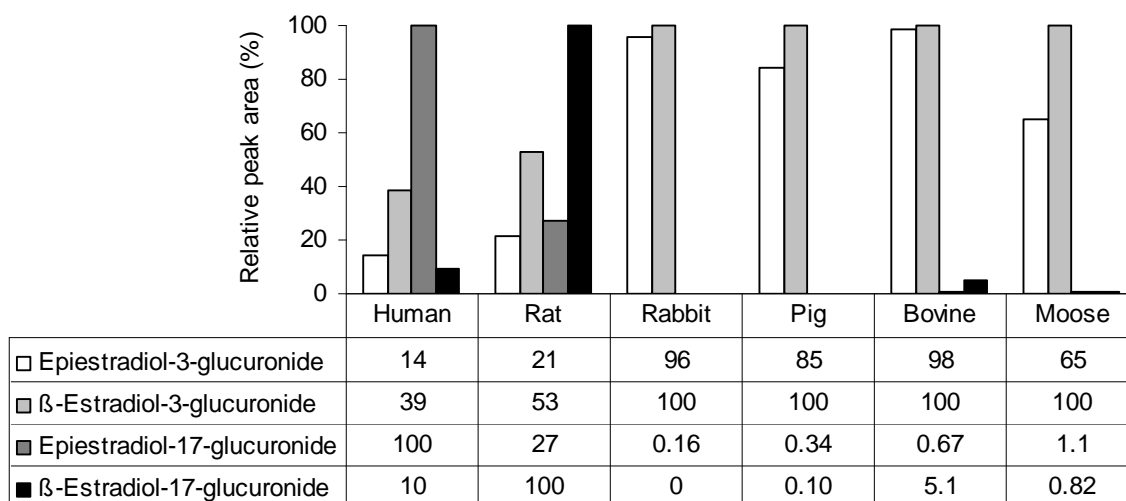 Relative peak area (%)
100
80
60
40
20
0
Human Rat Rabbit Pig Bovine Moose
Epiestradiol-3-glucuronide 14 21 96 85 98 65
ß-Estradiol-3-glucuronide 39 53 100 100 100 100
Epiestradiol-17-glucuronide 100 27 0.16 0.34 0.67 1.1
ß-Estradiol-17-glucuronide 10 100 0 0.10 5.1 0.82